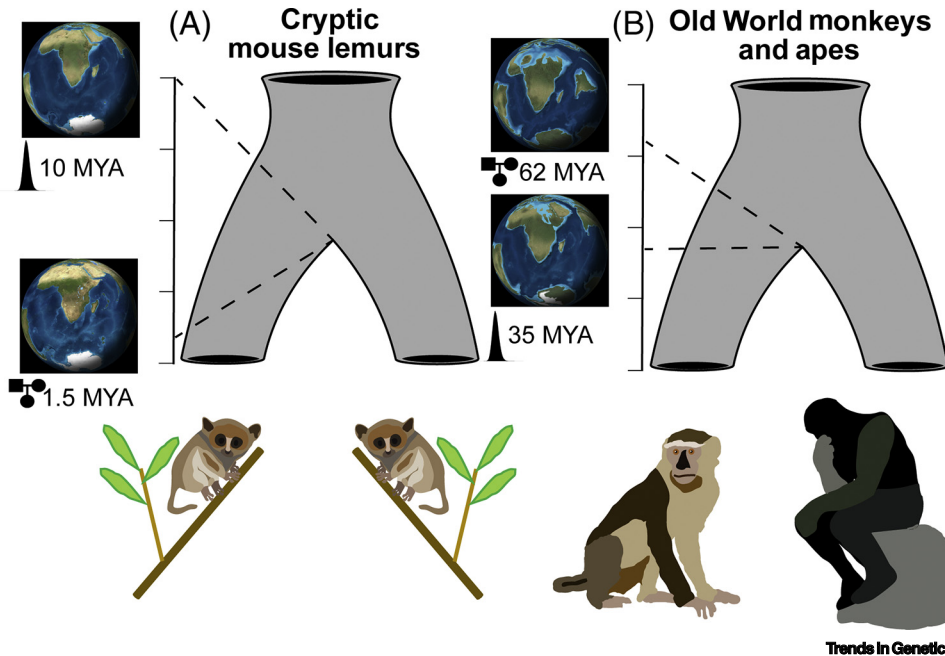 (A) Cryptic
mouse lemurs
10 MYA
1.5 MYA
(B) Old World monkeys
and apes
62 MYA
35 MYA
Trends in Genetic